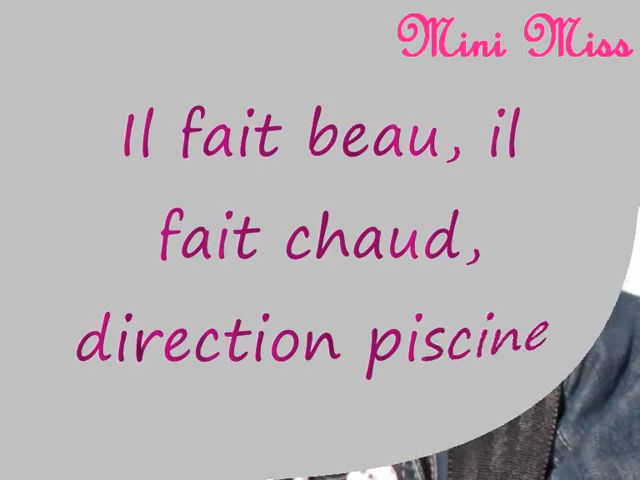 Mini Miss
Il fait beau, il
fait chaud,
direction piscine